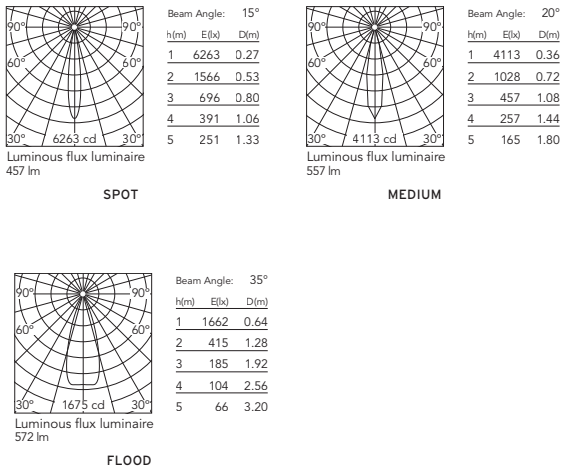 90° 90°
60° 60°
30° 6263 cd 30°
Luminous flux luminaire
457 lm
Beam Angle: 15°
h(m) E(lx) D(m)
1 6263 0.27
2 1566 0.53
3 696 0.80
4 391 1.06
5 251 1.33
SPOT
90° 90°
60° 60°
30° 4113 cd 30°
Luminous flux luminaire
557 lm
Beam Angle: 20°
h(m) E(lx) D(m)
1 4113 0.36
2 1028 0.72
3 457 1.08
4 257 1.44
5 165 1.80
MEDIUM
90° 90°
60° 60°
30° 1675 cd 30°
Luminous flux luminaire
572 lm
Beam Angle: 35°
h(m) E(lx) D(m)
1 1662 0.64
2 415 1.28
3 185 1.92
4 104 2.56
5 66 3.20
FLOOD